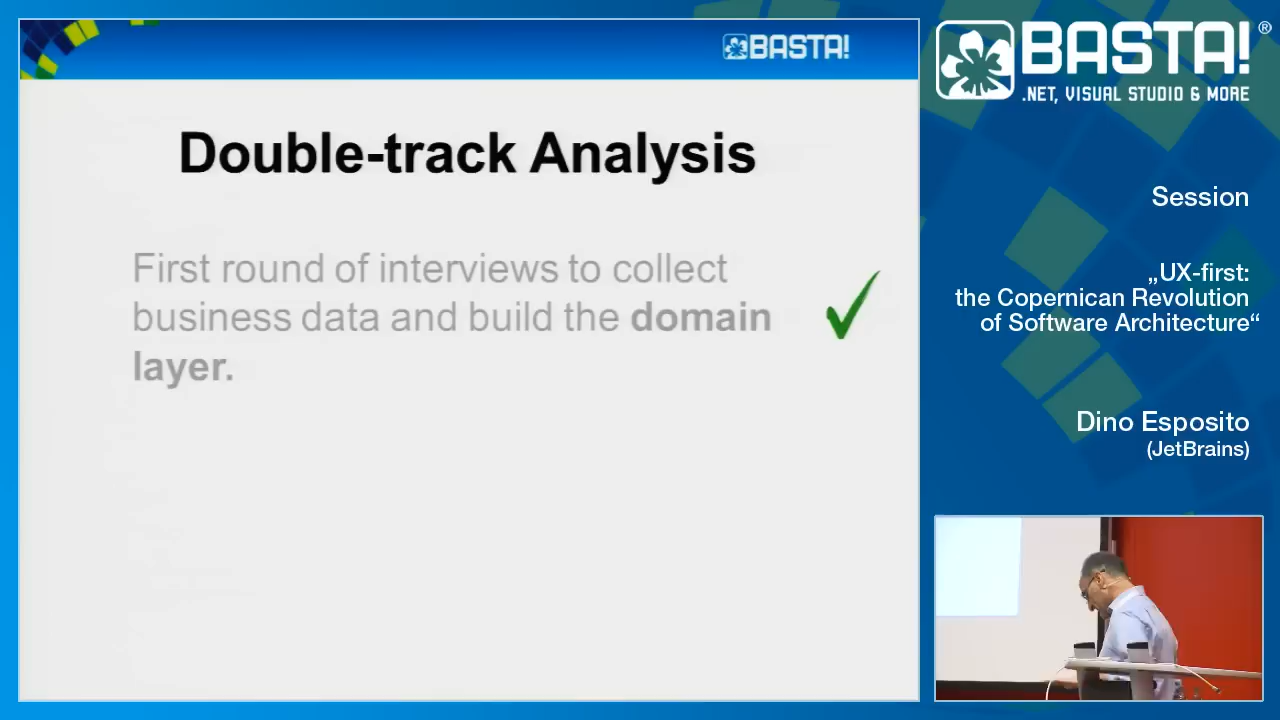 BASTA!
Double-track Analysis
First round of interviews to collect
business data and build the domain
layer.
BASTA!®
.NET, VISUAL STUDIO & MORE
Session
„UX-first:
the Copernican Revolution
of Software Architecture“
Dino Esposito
(JetBrains)